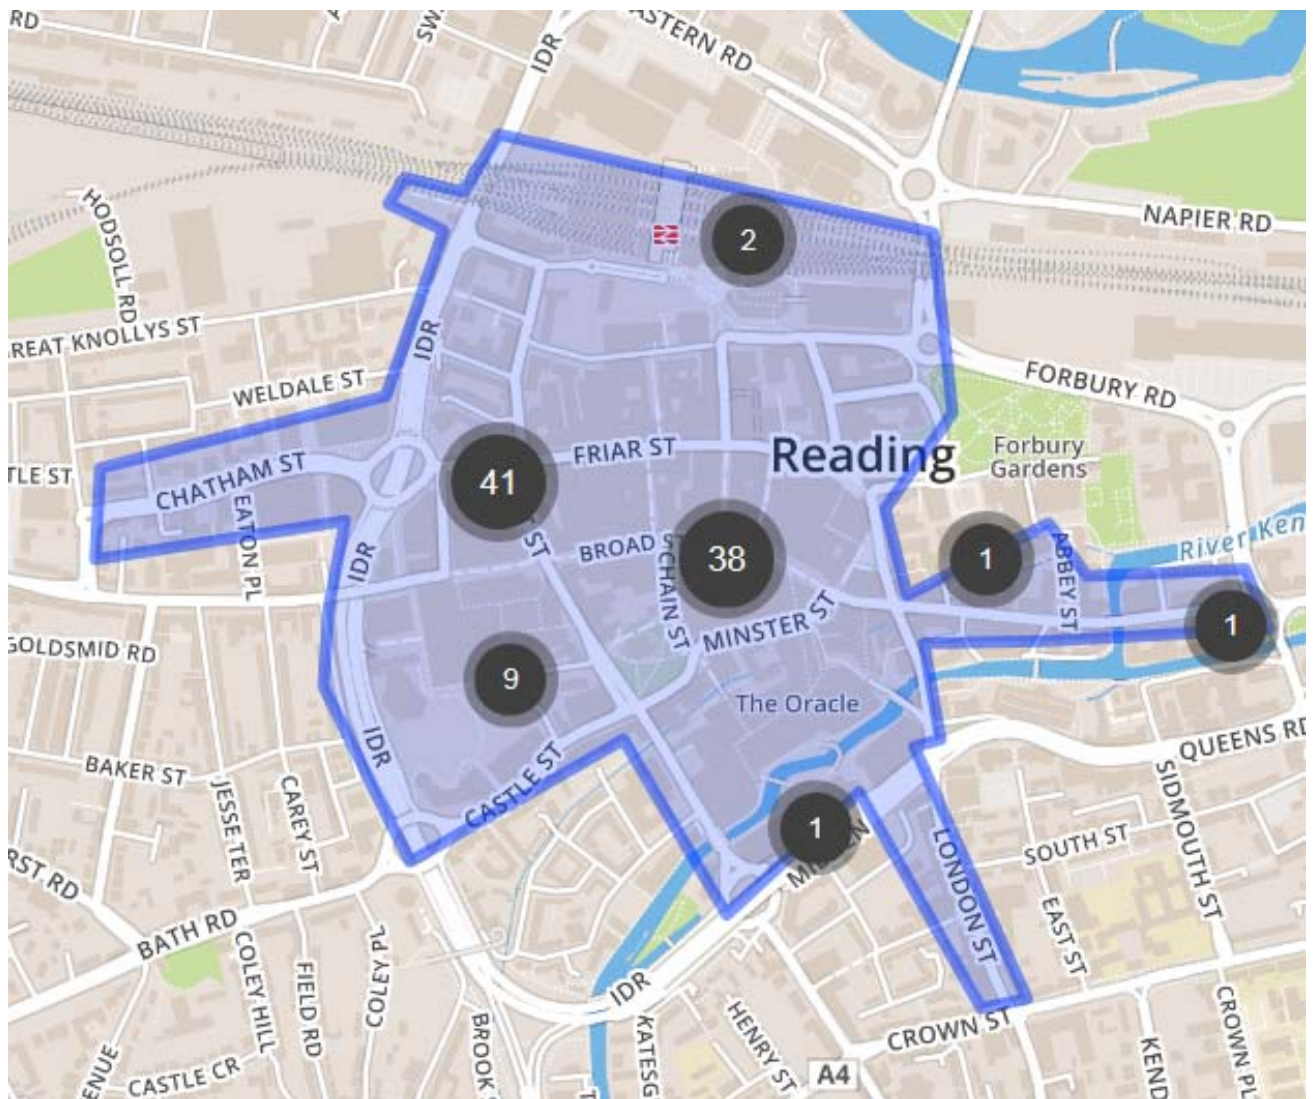 RD
IDR
ASTERN RD
HODSOLL RD
NAPIER RD
2
REAT KNOLLYS ST
IDR
WELDALE ST
FORBURY RD
TLE ST
CHATHAM ST
41
FRIAR ST
Reading
Forbury
Gardens
EATON PL
IDR
ST
BROAD S
CHAIN ST
38
1
ABBEY ST
River Ken
GOLDSMID RD
9
MINSTER ST
1
The Oracle
BAKER ST
IDR
QUEENS RD
JESSE TER
CAREY ST
CASTLE ST
1
LONDON ST
SOUTH ST
SIDMOUTH ST
RST RD
BATH RD
COLEY HILL
FIELD RD
COLEY PL
EAST ST
IDR
CROWN ST
CROWN PL
ENUE
CASTLE CR
BROOK
KATESG
HENRY ST
A4
KEND